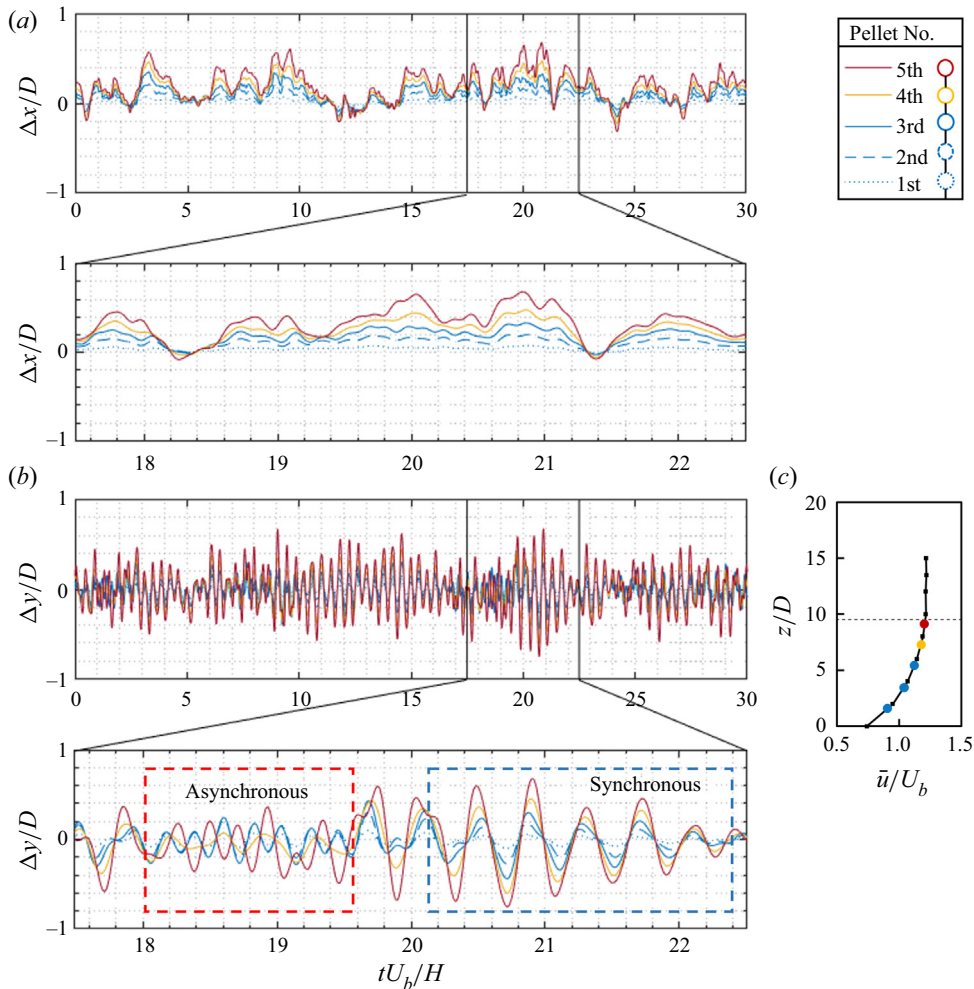 (a)
1
0
–1
Δx/D
0 5 10 15 20 25 30
Pellet No.
5th
4th
3rd
2nd
1st
1
0
–1
Δx/D
18 19 20 21 22
(b)
1
0
–1
Δy/D
0 5 10 15 20 25 30
1
0
–1
Δy/D
Asynchronous
Synchronous
18 19 20 21 22
tU_b/H
(c)
20
15
10
5
0
z/D
0.5 1.0 1.5
ū/U_b